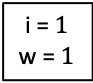 i = 1
w = 1